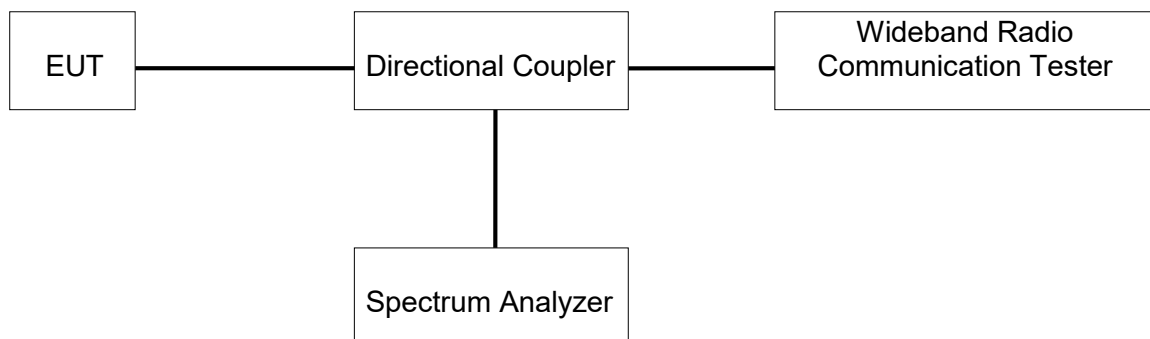 EUT
Directional Coupler
Wideband Radio
Communication Tester
Spectrum Analyzer